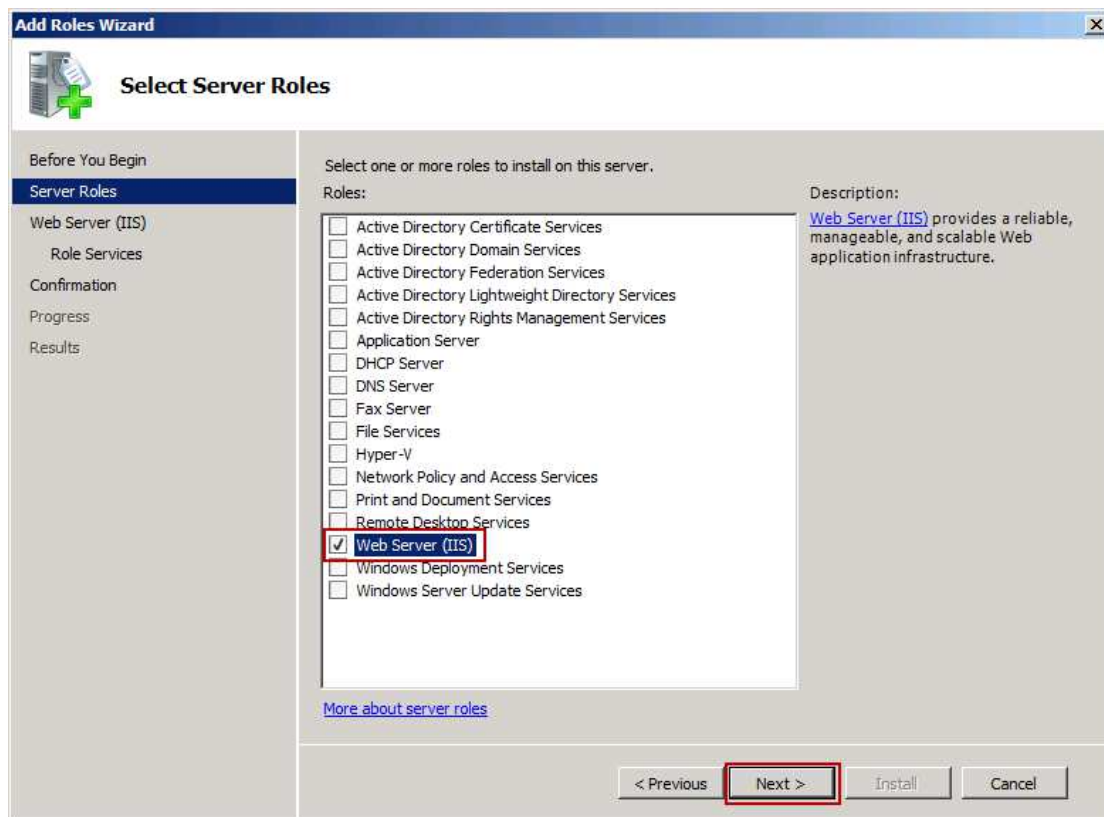 Add Roles Wizard
Select Server Roles
Before You Begin
Server Roles
Web Server (IIS)
Role Services
Confirmation
Progress
Results
Select one or more roles to install on this server.
Roles:
Active Directory Certificate Services
Active Directory Domain Services
Active Directory Federation Services
Active Directory Lightweight Directory Services
Active Directory Rights Management Services
Application Server
DHCP Server
DNS Server
Fax Server
File Services
Hyper-V
Network Policy and Access Services
Print and Document Services
Remote Desktop Services
Web Server (IIS)
Windows Deployment Services
Windows Server Update Services
More about server roles
Description:
Web Server (IIS) provides a reliable,
manageable, and scalable Web
application infrastructure.
< Previous
Next >
Install
Cancel